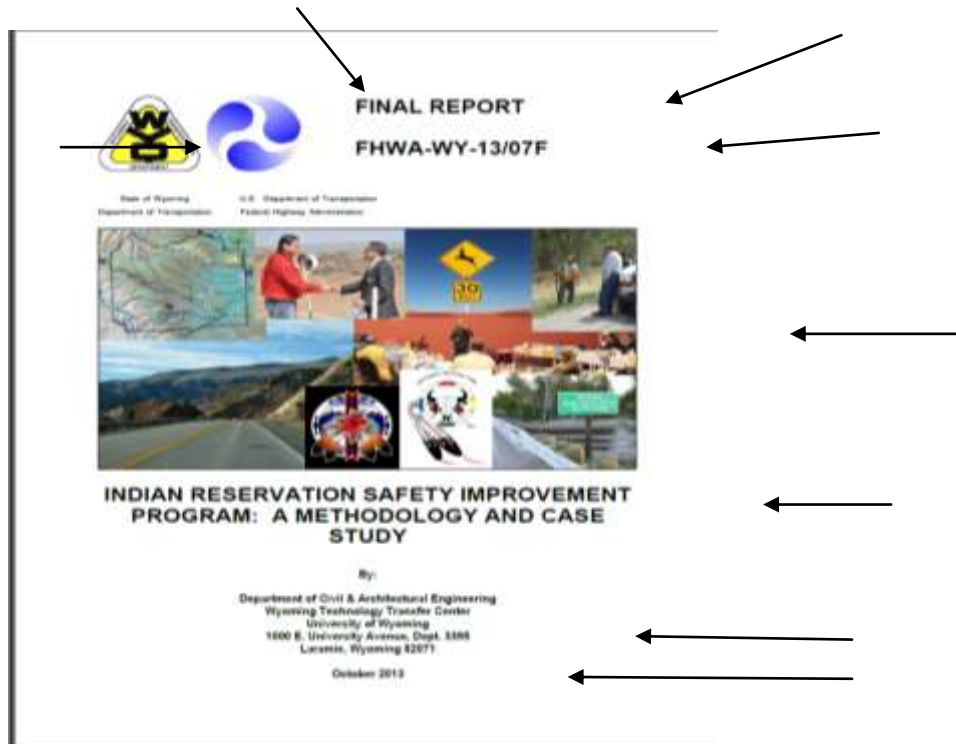 FINAL REPORT
FHWA-WY-13/07F
State of Wyoming
Department of Transportation
U.S. Department of Transportation
Federal Highway Administration
30
INDIAN RESERVATION SAFETY IMPROVEMENT
PROGRAM: A METHODOLOGY AND CASE
STUDY
By:
Department of Civil & Architectural Engineering
Wyoming Technology Transfer Center
University of Wyoming
1000 E. University Avenue, Dept. 3295
Laramie, Wyoming 82071
October 2013